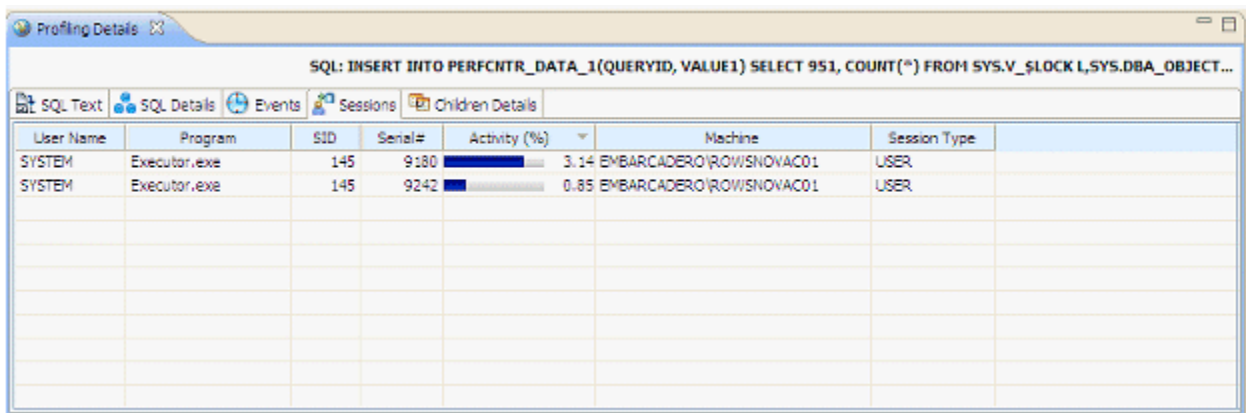 Profiling Details
SQL: INSERT INTO PERFCNTR_DATA_1(QUERYID, VALUE1) SELECT 951, COUNT(*) FROM SYS.V_$LOCK L,SYS.DBA_OBJECT...
SQL Text SQL Details Events Sessions Children Details
User Name Program SID Serial# Activity (%) Machine Session Type
SYSTEM Executor.exe 145 9180 3.14 EMBARCADERO\ROWSNOVAC01 USER
SYSTEM Executor.exe 145 9242 0.85 EMBARCADERO\ROWSNOVAC01 USER